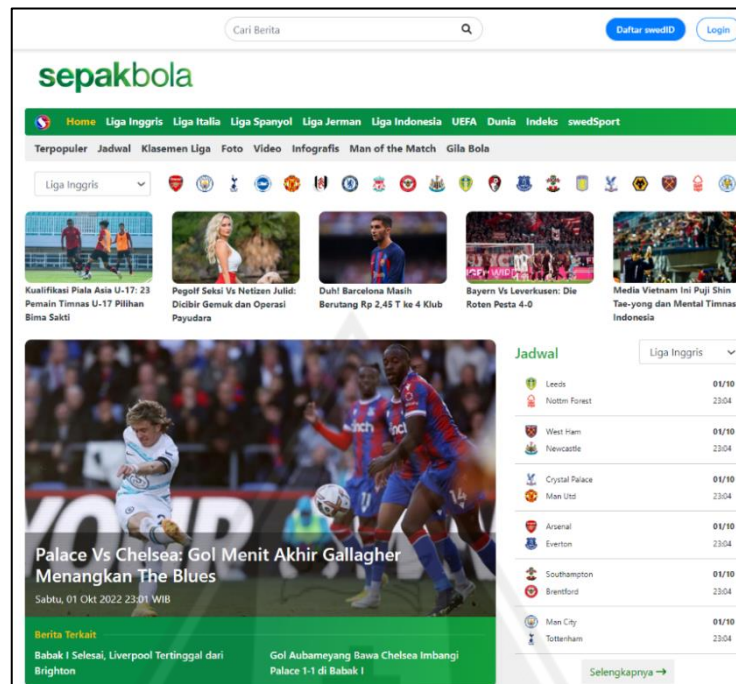 Cari Berita
Daftar swedID
Login
sepakbola
Home Liga Inggris Liga Italia Liga Spanyol Liga Jerman Liga Indonesia UEFA Dunia Indeks swedSport
Terpopuler Jadwal Klasemen Liga Foto Video Infografis Man of the Match Gila Bola
Liga Inggris
Kualifikasi Piala Asia U-17: 23
Pemain Timnas U-17 Pilihan
Bima Sakti
Pegolf Seksi Vs Netizen Julid:
Dicibir Gemuk dan Operasi
Payudara
Duh! Barcelona Masih
Berutang Rp 2,45 T ke 4 Klub
Bayern Vs Leverkusen: Die
Roten Pesta 4-0
Media Vietnam Ini Puji Shin
Tae-yong dan Mental Timnas
Indonesia
Palace Vs Chelsea: Gol Menit Akhir Gallagher
Menangkan The Blues
Sabtu, 01 Okt 2022 23:01 WIB
Berita Terkait
Babak I Selesai, Liverpool Tertinggal dari
Brighton
Gol Aubameyang Bawa Chelsea Imbangi
Palace 1-1 di Babak I
Jadwal
Liga Inggris
Leeds 01/10
Nottm Forest 23:04
West Ham 01/10
Newcastle 23:04
Crystal Palace 01/10
Man Utd 23:04
Arsenal 01/10
Everton 23:04
Southampton 01/10
Brentford 23:04
Man City 01/10
Tottenham 23:04
Selengkapnya →